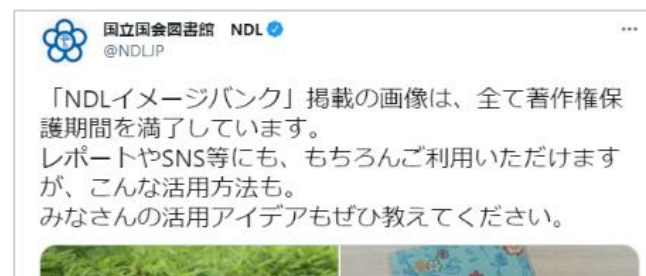 国立国会図書館 NDL
@NDLJP
「NDLイメージバンク」掲載の画像は、全て著作権保
護期間を満了しています。
レポートやSNS等にも、もちろんご利用いただけます
が、こんな活用方法も。
みなさんの活用アイデアもぜひ教えてください。